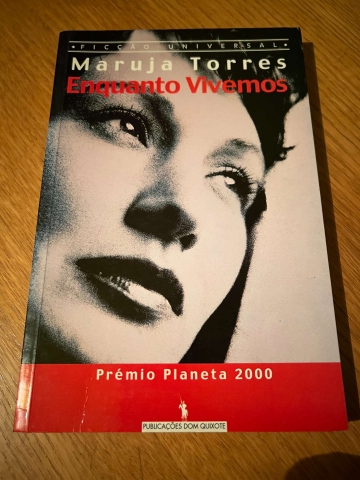 • FICÇÃO UNIVERSAL •
Maruja Torres
Enquanto Vivemos
Prémio Planeta 2000
PUBLICAÇÕES DOM QUIXOTE